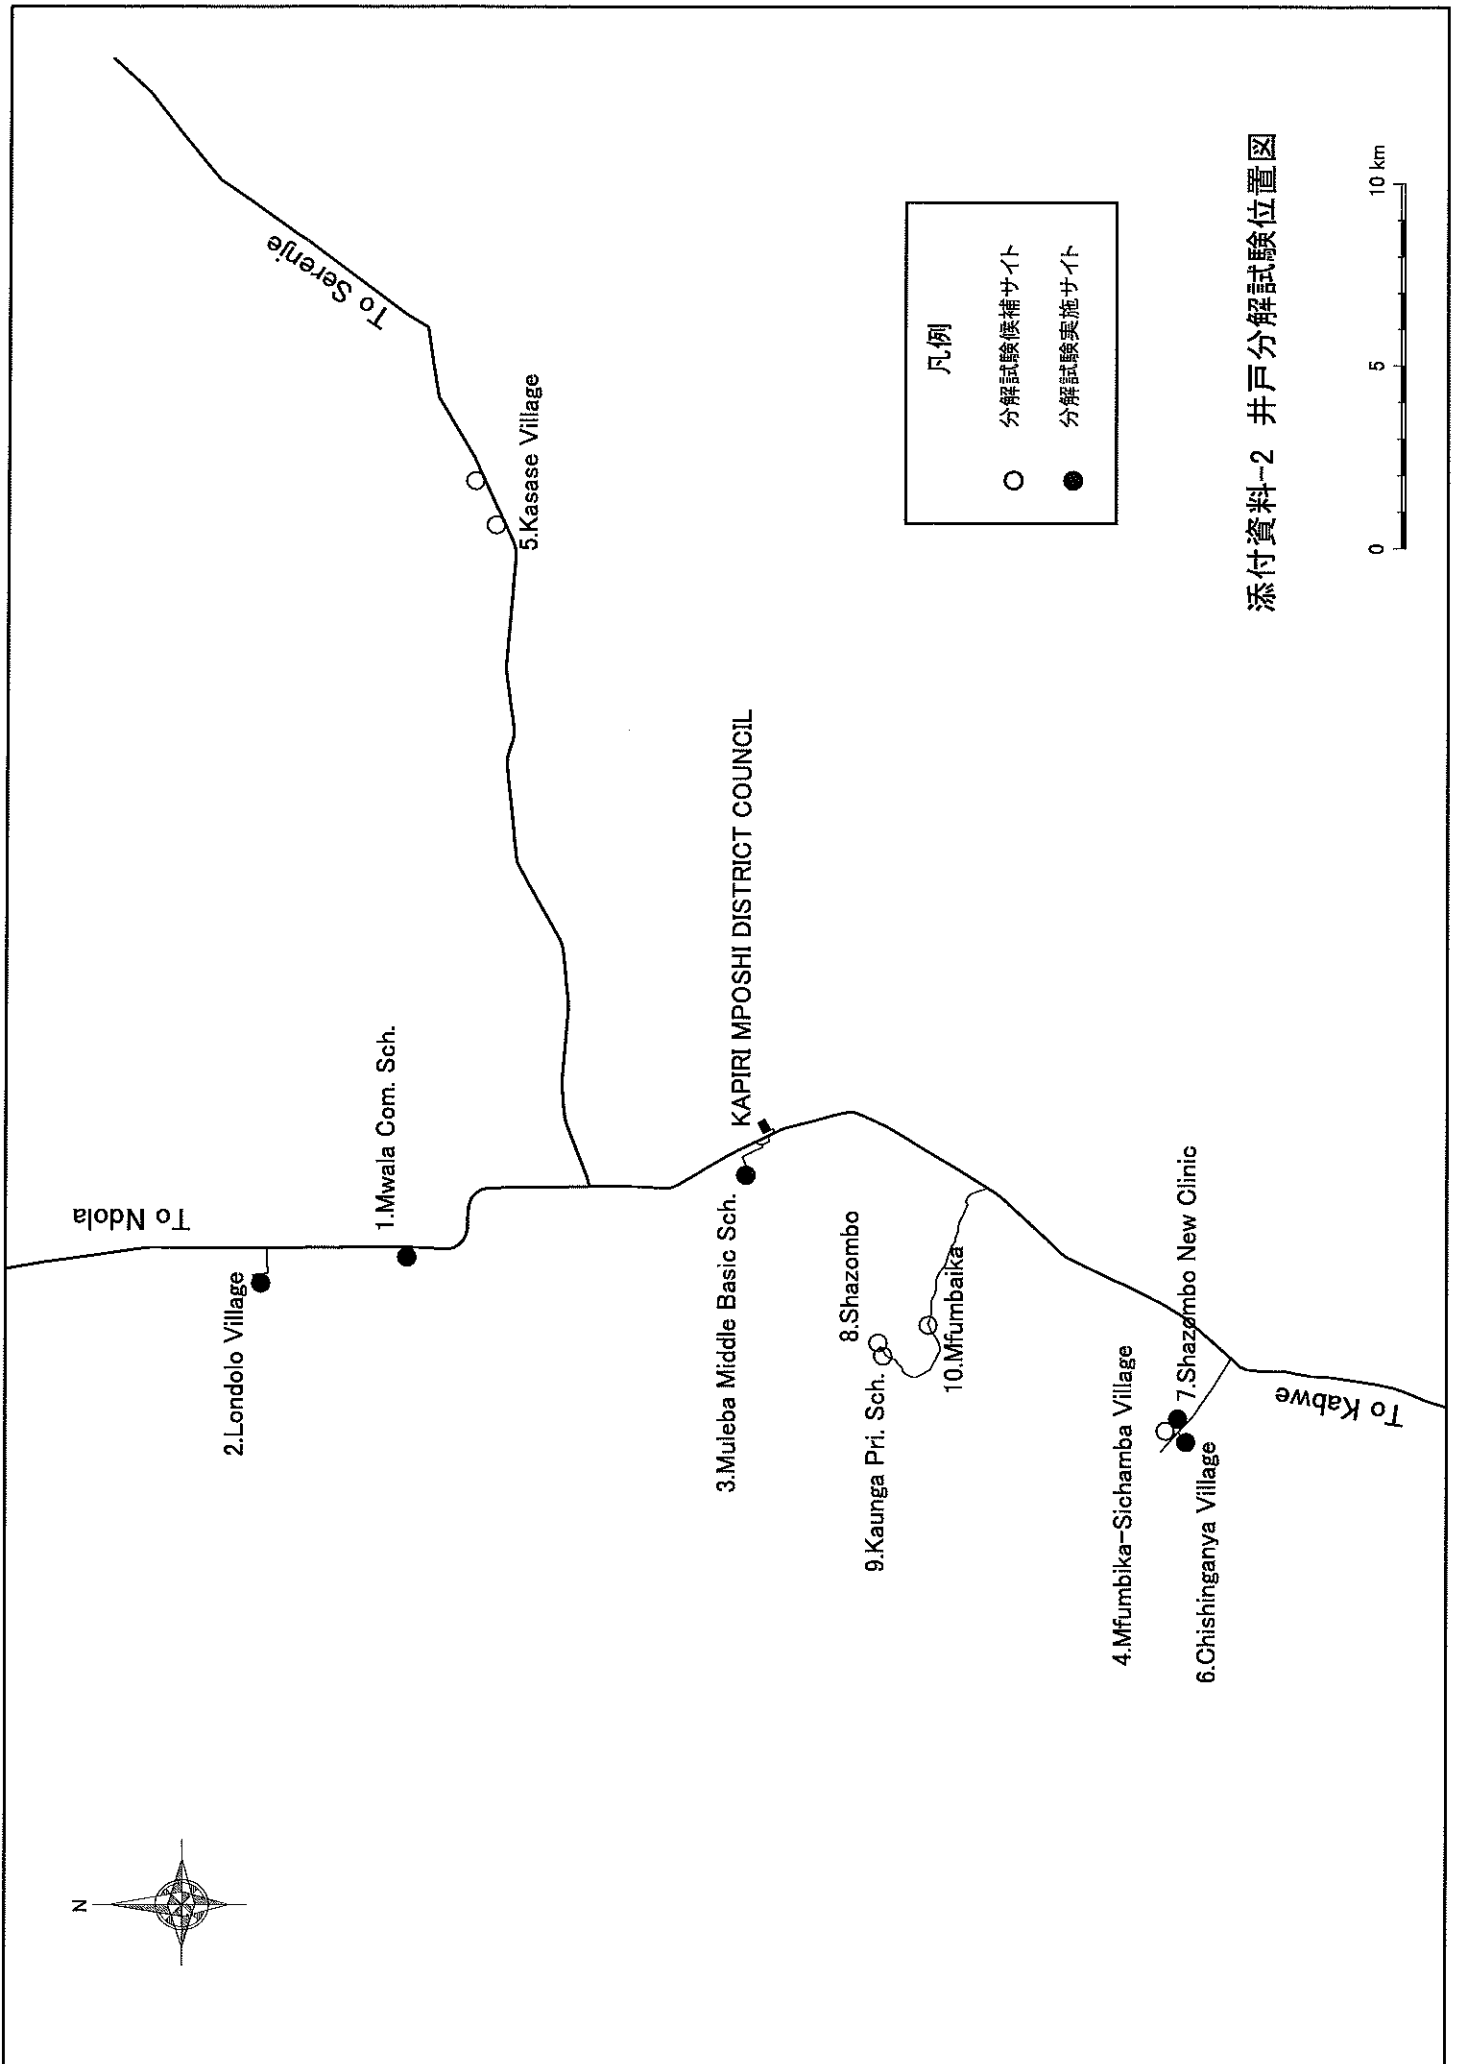 N
To Ndola
2.Londolo Village
1.Mwala Com. Sch.
To Serenje
5.Kasase Village
3.Muleba Middle Basic Sch.
KAPIRI MPOSHI DISTRICT COUNCIL
8.Shazombo
9.Kaunga Pri. Sch.
10.Mfumbaika
4.Mfumbika-Sichamba Village
7.Shazombo New Clinic
6.Chishinganya Village
To Kabwe
凡例
分解試験候補サイト
分解試験実施サイト
添付資料-2 井戸分解試験位置図
0 5 10 km